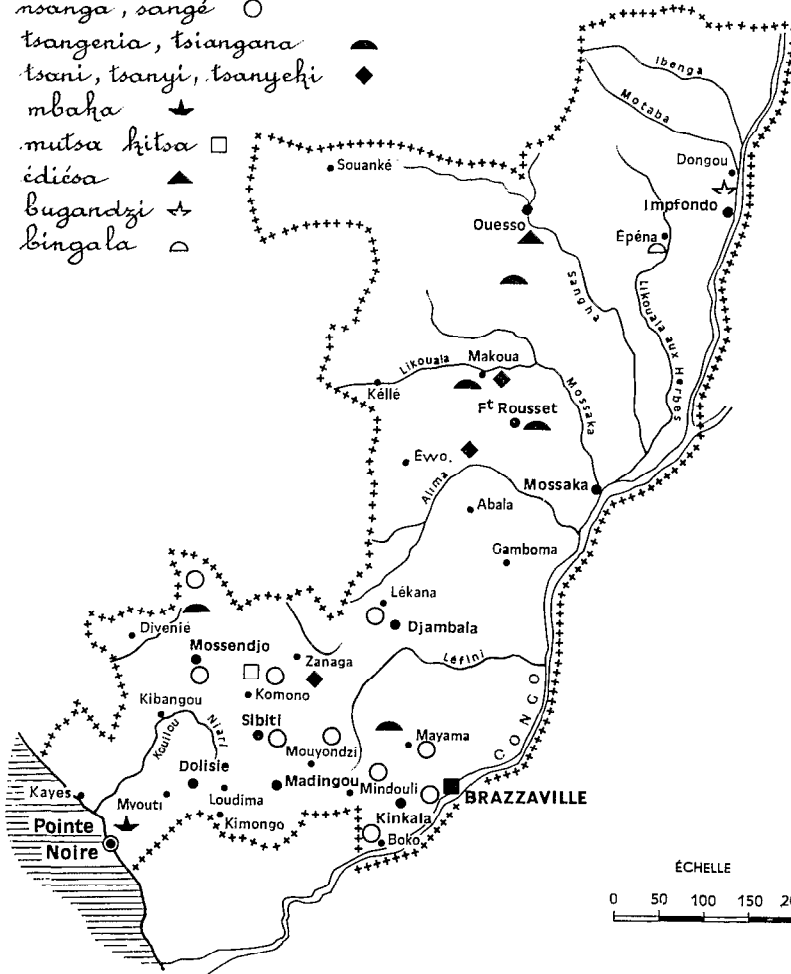 nsanga, sangé
tsangenia, tsiangana
tsani, tsanyi, tsanyeki
mbaka
mutsa kitsa
édiésa
bugandzi
bingala
Ibenga
Motaba
Dongou
Impfondo
Souanké
Ouesso
Épéna
Sangha
Likouala aux Herbes
Likouala
Makoua
Kéllé
Mossaka
Ft Rousset
Ewo.
Alima
Mossaka
Abala
Gamboma
Lékana
Djambala
Divenié
Mossendjo
Zanaga
Léfini
Komono
Kibangou
Kouilou
Niari
Sibiti
Mouyondzi
Mayama
CONGO
Dolisie
Madingou
Mindouli
Kayes
Mvouti
Loudima
BRAZZAVILLE
Kinkala
Kimongo
Boko
Pointe
Noire
ÉCHELLE
0 50 100 150